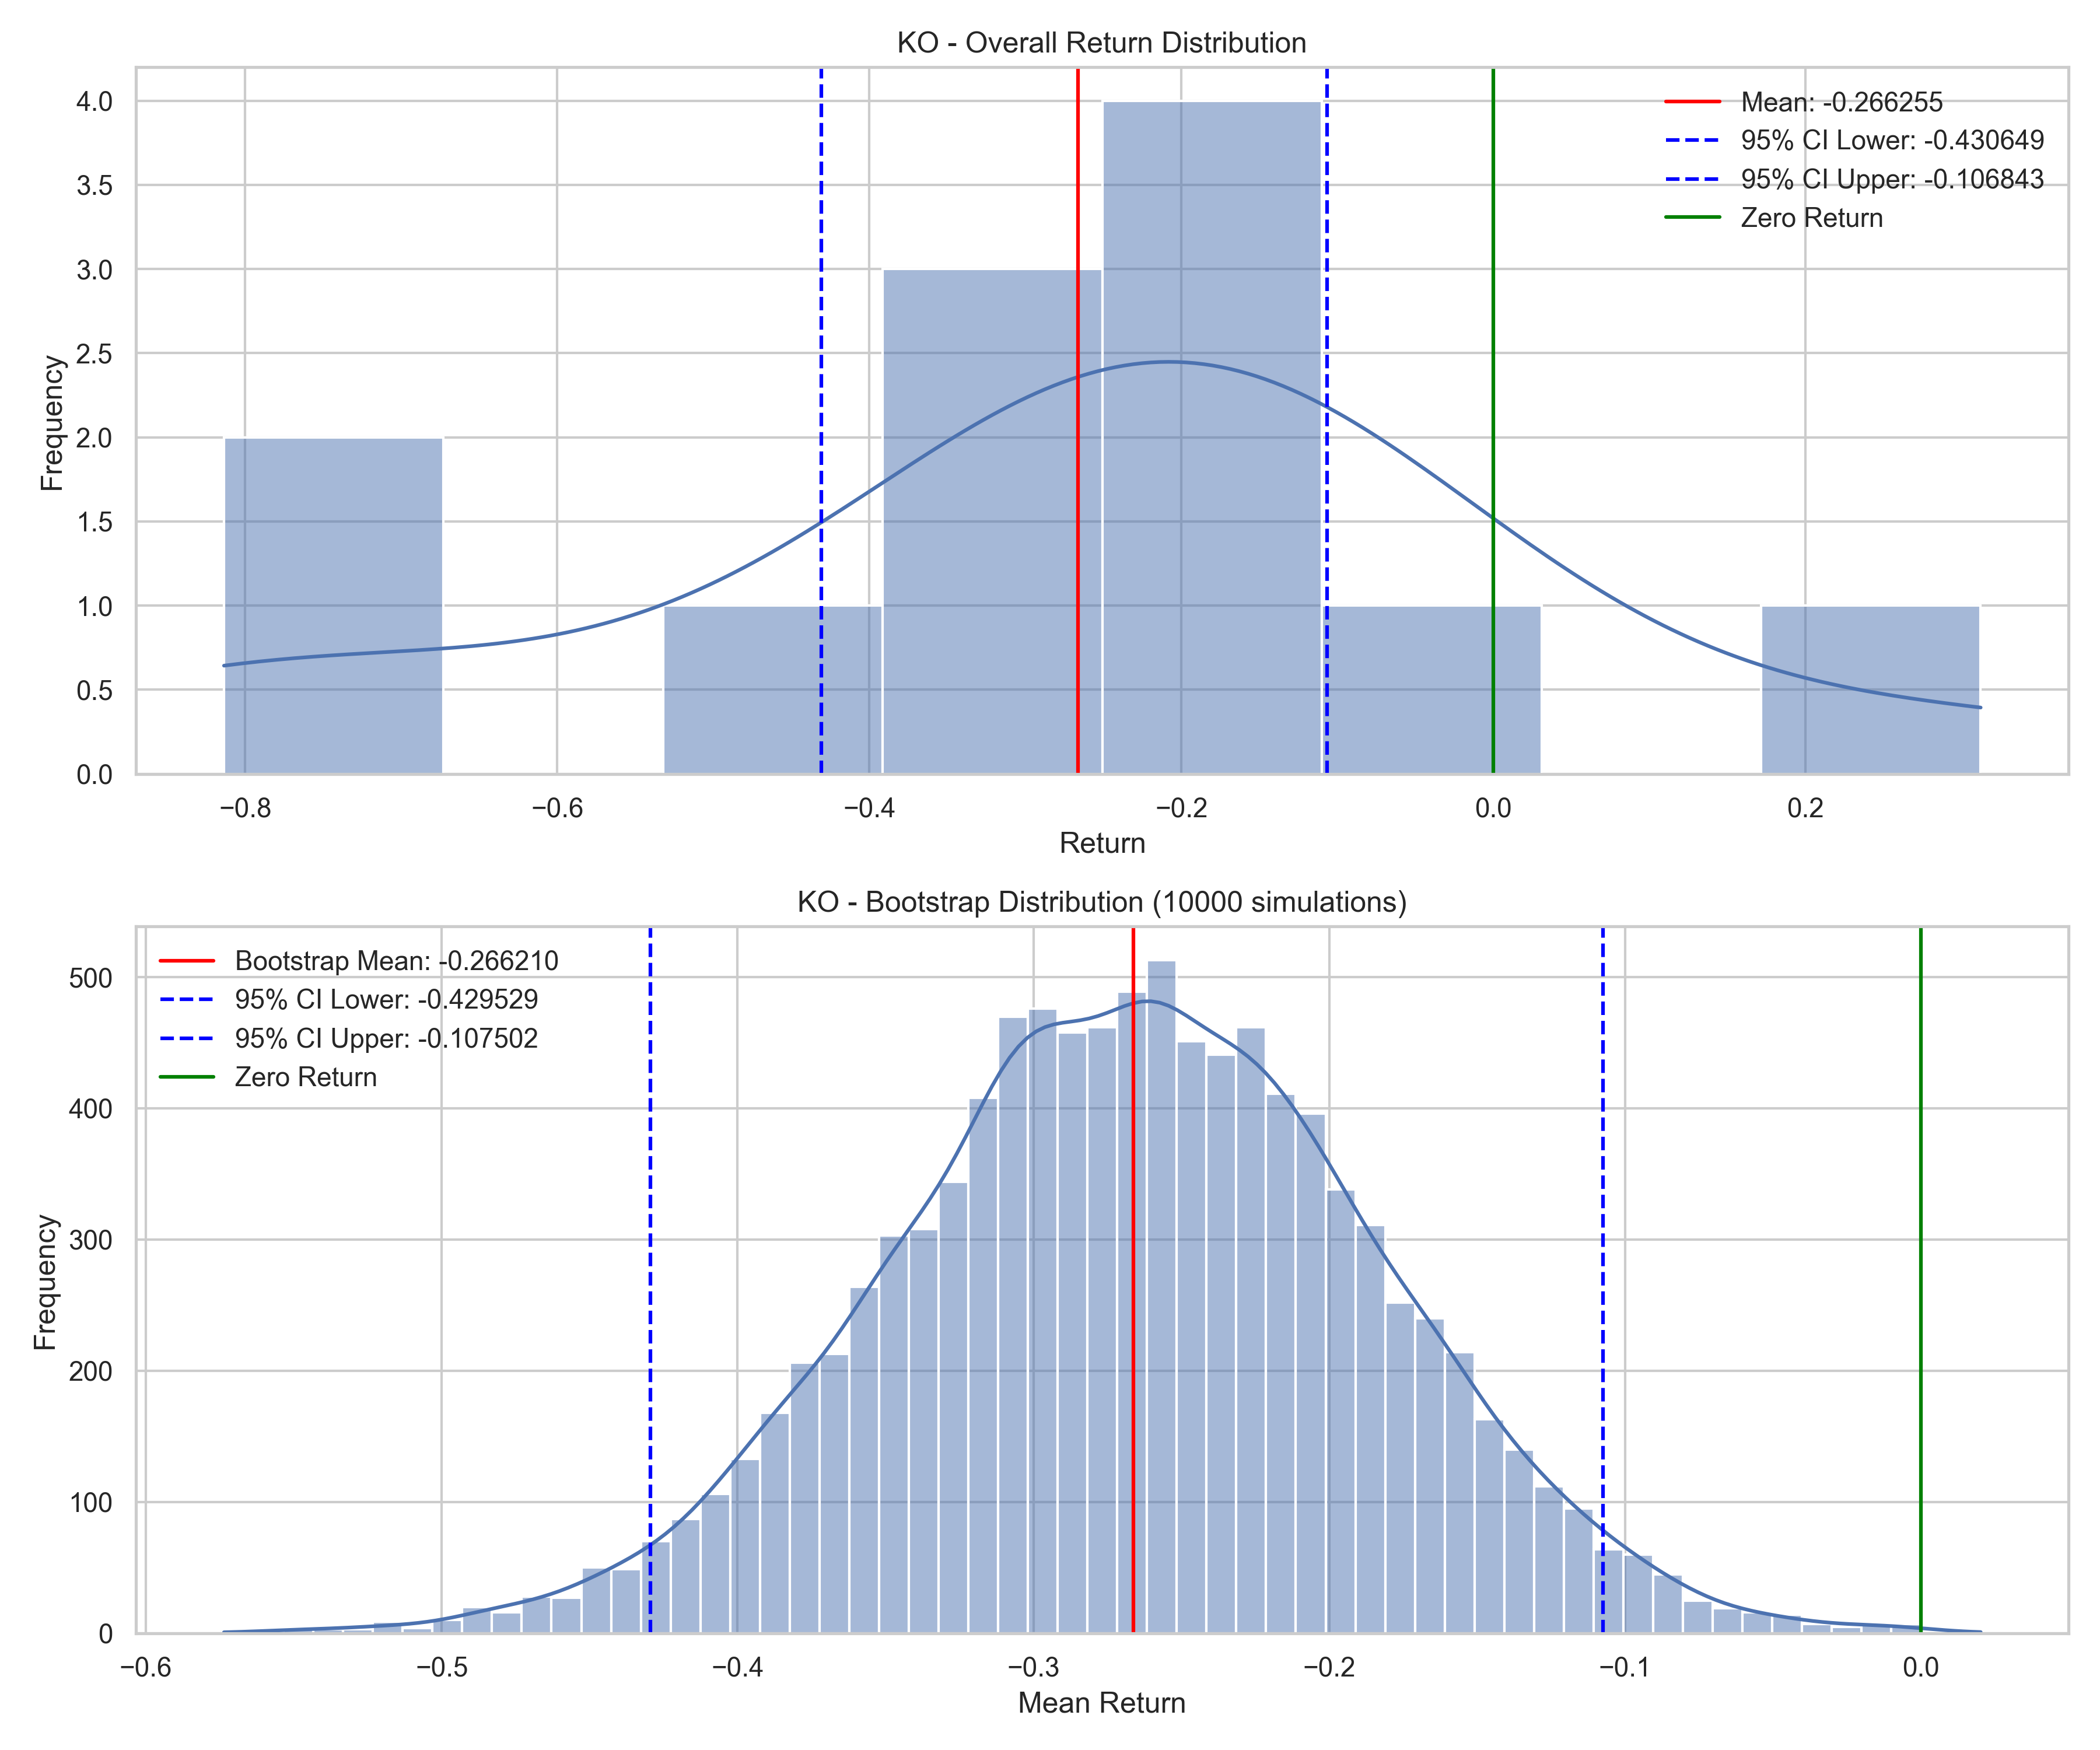 KO - Overall Return Distribution
Mean: -0.266255
95% CI Lower: -0.430649
95% CI Upper: -0.106843
Zero Return
Frequency
4.0
3.5
3.0
2.5
2.0
1.5
1.0
0.5
0.0
−0.8 −0.6 −0.4 −0.2 0.0 0.2
Return
KO - Bootstrap Distribution (10000 simulations)
Bootstrap Mean: -0.266210
95% CI Lower: -0.429529
95% CI Upper: -0.107502
Zero Return
Frequency
500
400
300
200
100
0
−0.6 −0.5 −0.4 −0.3 −0.2 −0.1 0.0
Mean Return